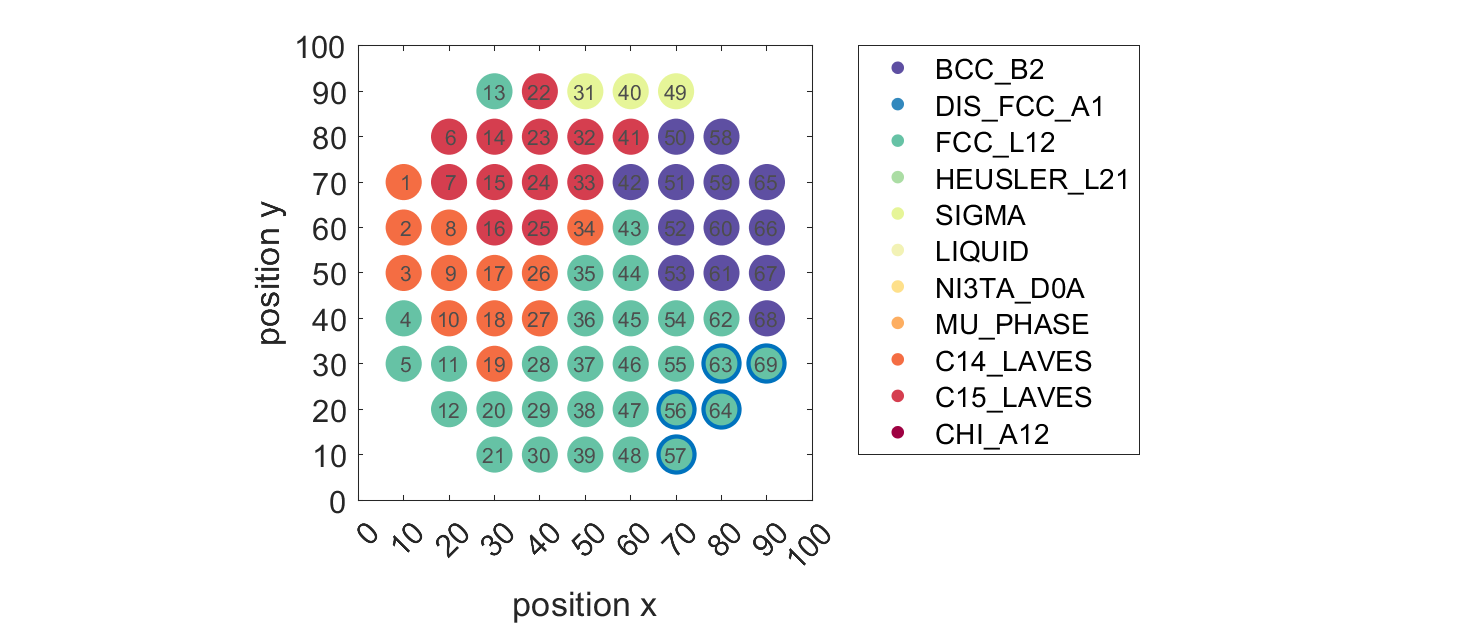 100
90
80
70
60
50
40
30
20
10
0
position y
13 22 31 40 49
6 14 23 32 41 50 58
1 7 15 24 33 42 51 59 65
2 8 16 25 34 43 52 60 66
3 9 17 26 35 44 53 61 67
4 10 18 27 36 45 54 62 68
5 11 19 28 37 46 55 63 69
12 20 29 38 47 56 64
21 30 39 48 57
0 10 20 30 40 50 60 70 80 90 100
position x
BCC_B2
DIS_FCC_A1
FCC_L12
HEUSLER_L21
SIGMA
LIQUID
NI3TA_D0A
MU_PHASE
C14_LAVES
C15_LAVES
CHI_A12